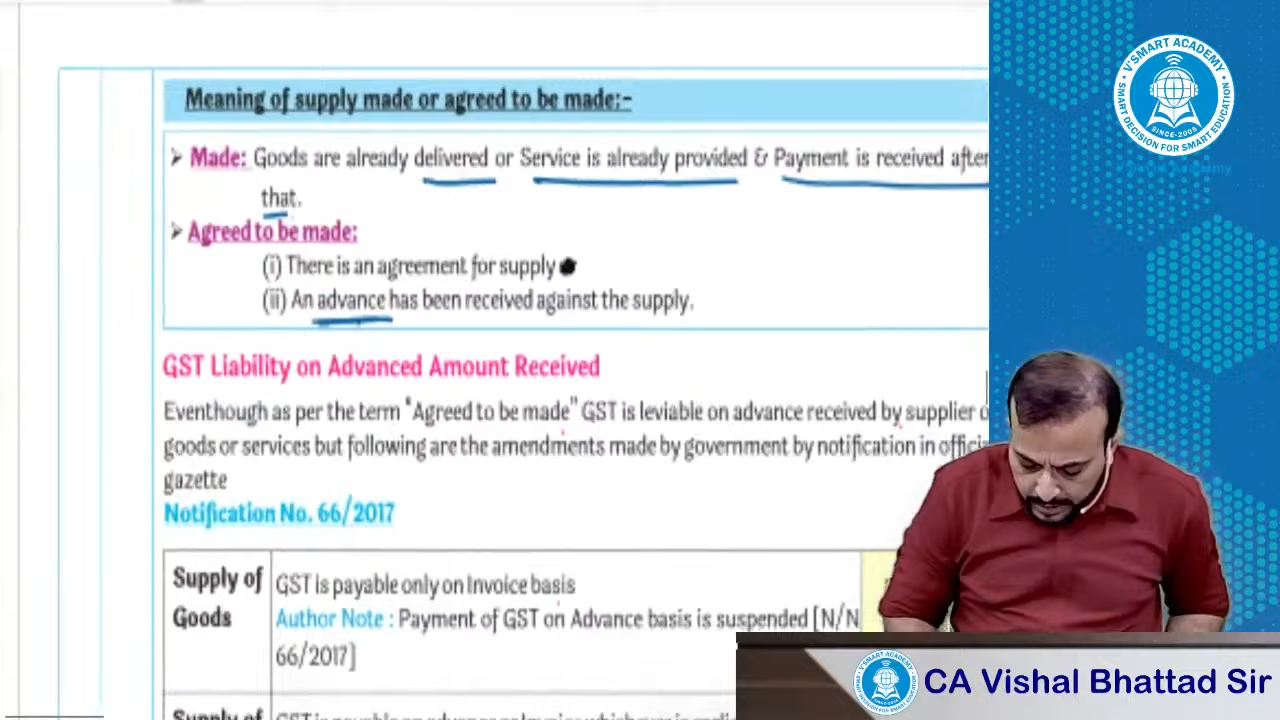 Meaning of supply made or agreed to be made:-
➤ Made: Goods are already delivered or Service is already provided & Payment is received after
that.
➤ Agreed to be made:
(i) There is an agreement for supply
(ii) An advance has been received against the supply.
GST Liability on Advanced Amount Received
Eventhough as per the term "Agreed to be made" GST is leviable on advance received by supplier
goods or services but following are the amendments made by government by notification in
gazette
Notification No. 66/2017
Supply of
Goods
GST is payable only on Invoice basis
Author Note : Payment of GST on Advance basis is suspended [N/N
66/2017]
Supply of
V'SMART ACADEMY
SMART DECISION FOR SMART EDUCATION
SINCE-2008
CA Vishal Bhattad Sir